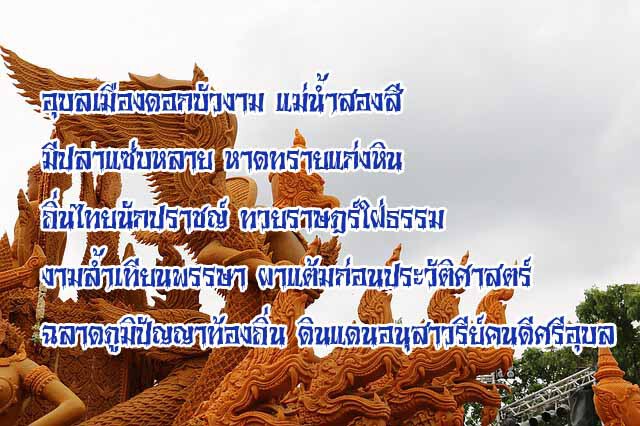 อุบลเมืองดอกบัวงาม แม่น้ำสองสี
มีปลาแซ่บหลาย หาดทรายแก่งหิน
ถิ่นไทยนักปราชญ์ ทวยราษฎร์ใฝ่ธรรม
งามล้ำเทียนพรรษา ผาแต้มก่อนประวัติศาสตร์
ฉลาดภูมิปัญญาท้องถิ่น ดินแดนอนุสาวรีย์คนดีศรีอุบล